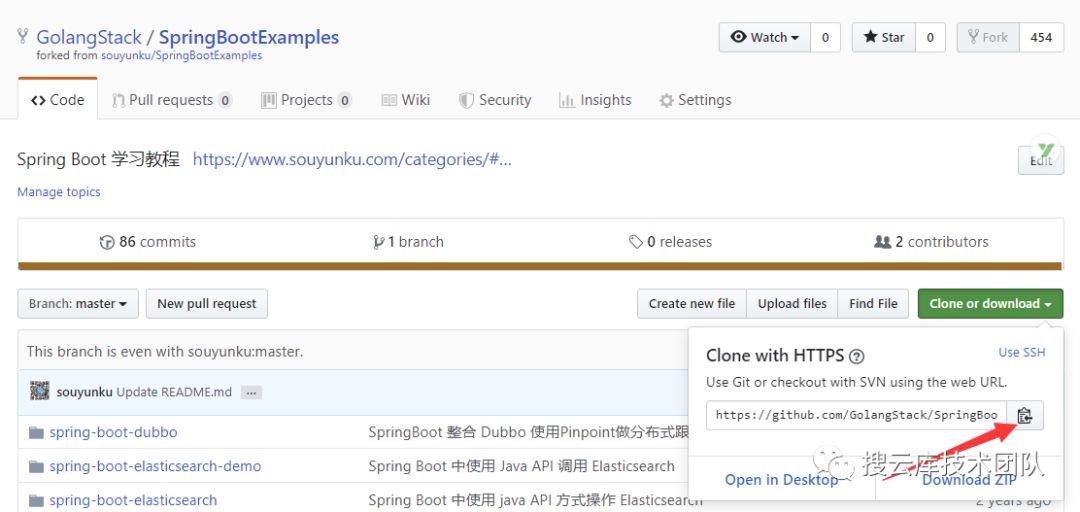 GolangStack / SpringBootExamples
forked from souyunku/SpringBootExamples
Watch 0 Star 0 Fork 454
Code Pull requests 0 Projects 0 Wiki Security Insights Settings
Spring Boot 学习教程 https://www.souyunku.com/categories/#...
Edit
Manage topics
86 commits 1 branch 0 releases 2 contributors
Branch: master New pull request Create new file Upload files Find File Clone or download
This branch is even with souyunku:master.
Clone with HTTPS Use SSH
Use Git or checkout with SVN using the web URL.
https://github.com/GolangStack/SpringBoo
Open in Desktop Download ZIP
souyunku Update README.md ...
spring-boot-dubbo SpringBoot 整合 Dubbo 使用Pinpoint做分布式跟
spring-boot-elasticsearch-demo Spring Boot 中使用 Java API 调用 Elasticsearch
spring-boot-elasticsearch Spring Boot 中使用 java API 方式操作 Elasticsearch 2 years ago
搜云库技术团队